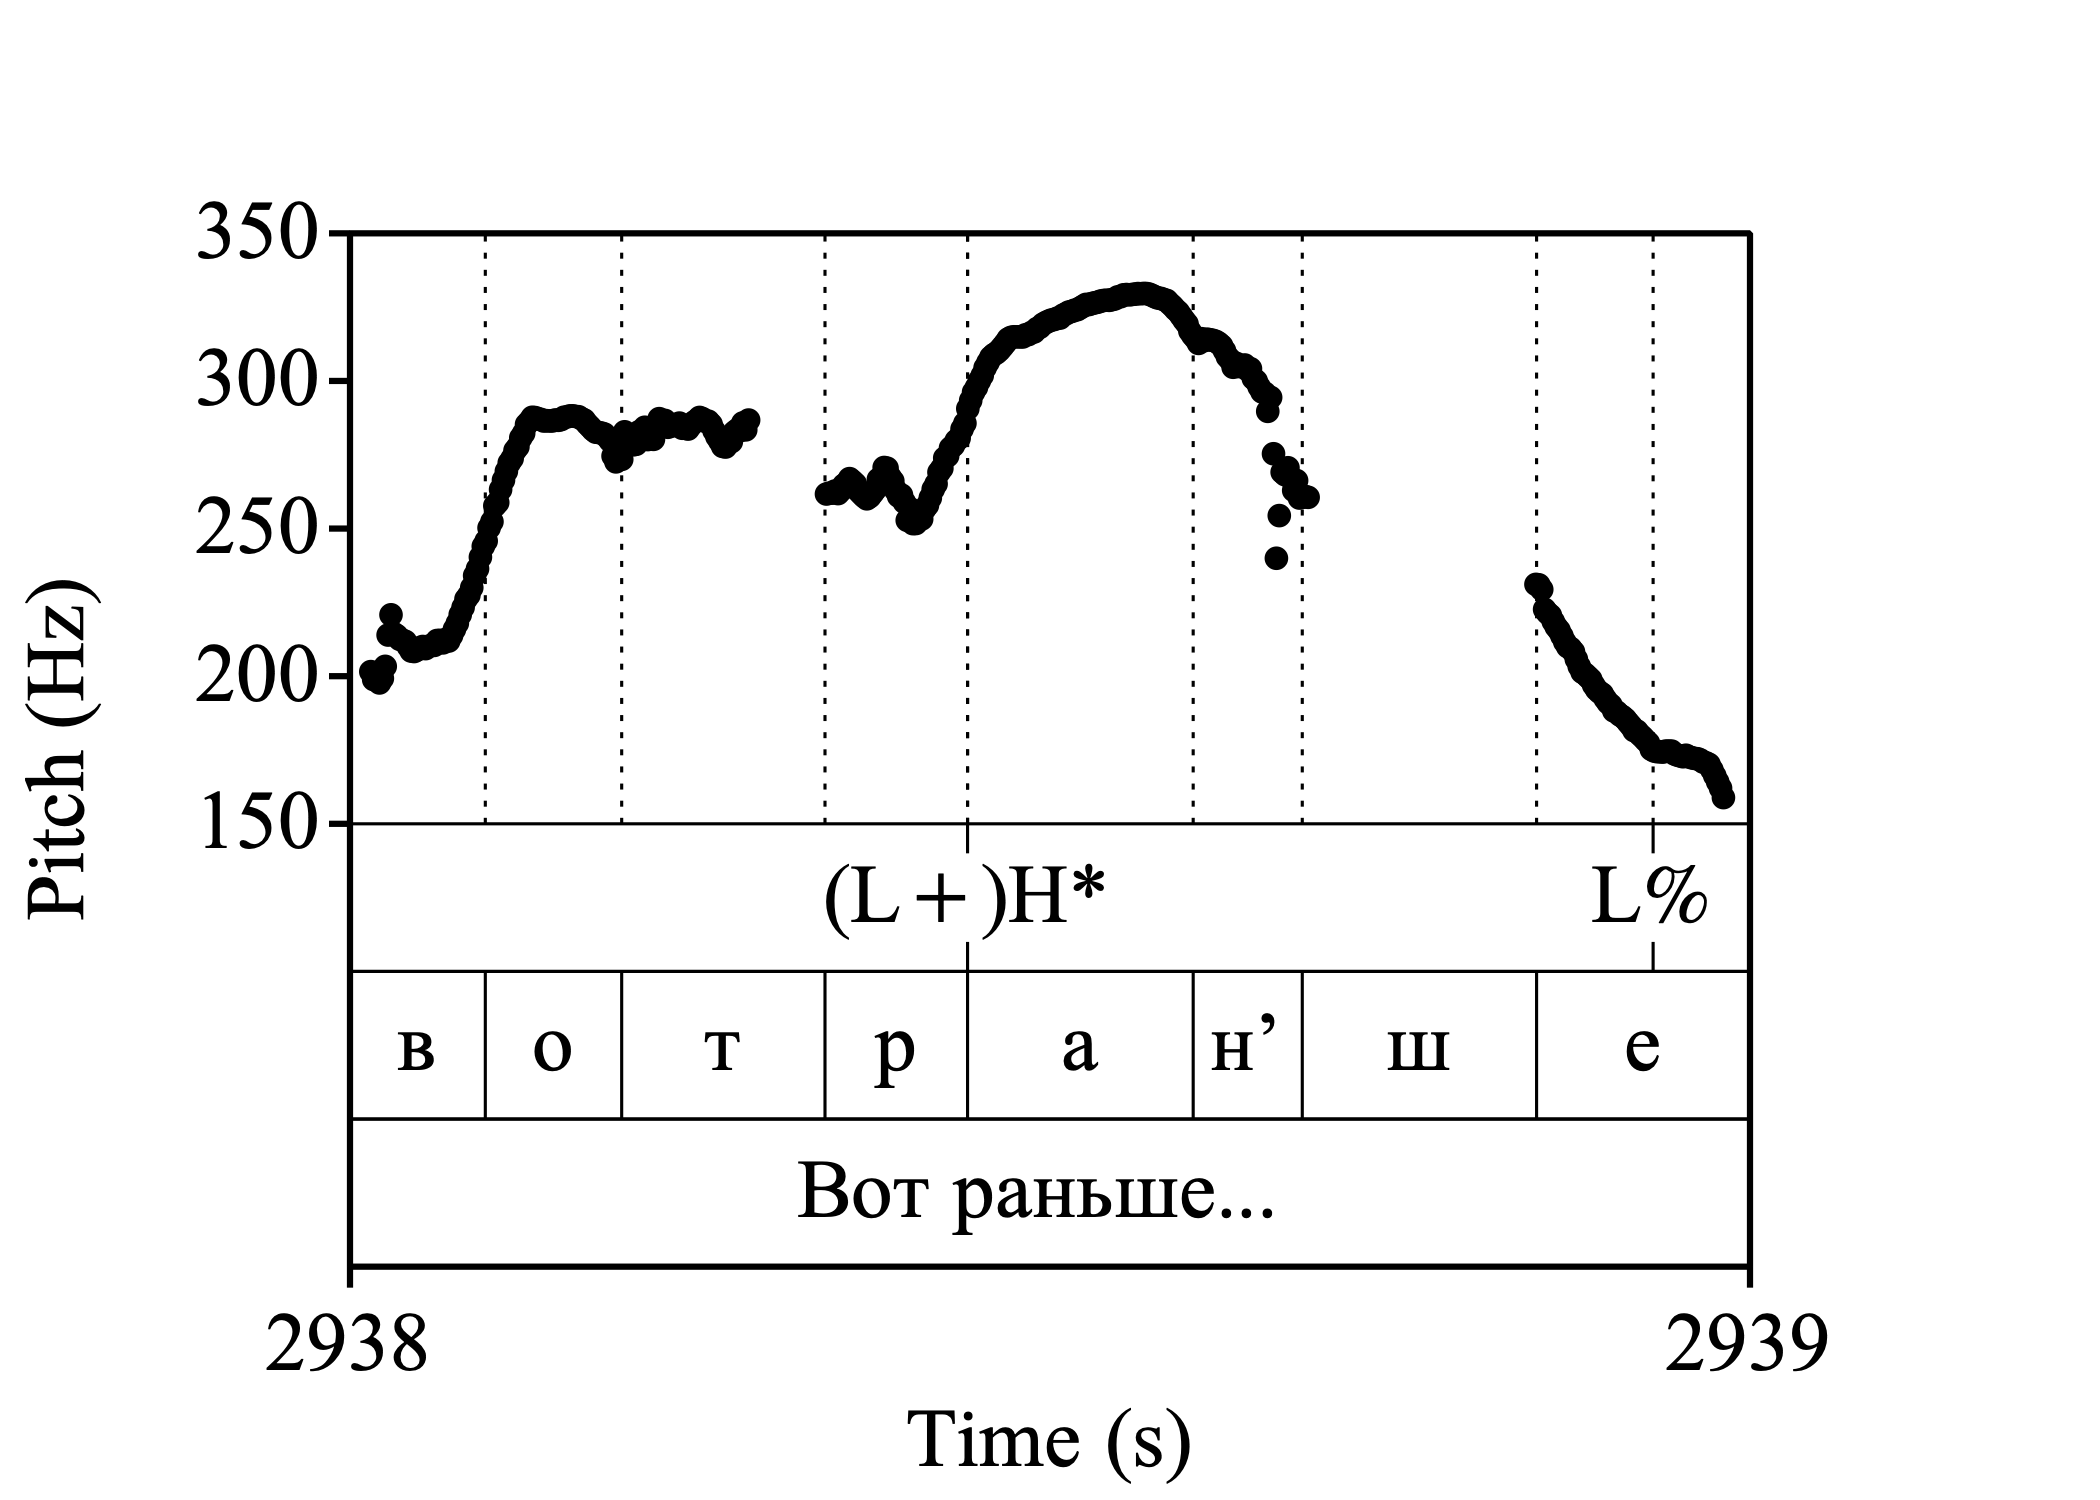 350
300
250
200
150
Pitch (Hz)
(L+)H* L%
в о т р а н’ ш е
Вот раньше...
2938 2939
Time (s)